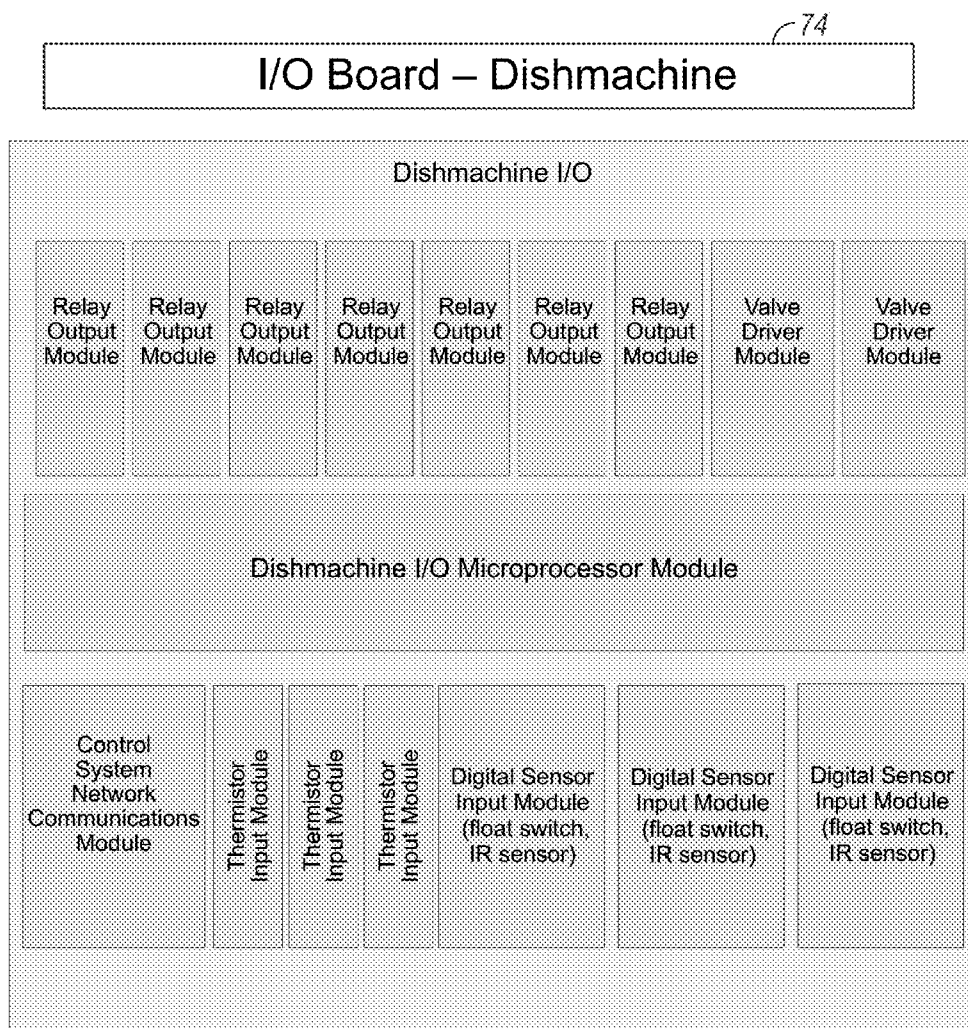 74
I/O Board – Dishmachine
Dishmachine I/O
Relay
Output
Module
Relay
Output
Module
Relay
Output
Module
Relay
Output
Module
Relay
Output
Module
Relay
Output
Module
Relay
Output
Module
Valve
Driver
Module
Valve
Driver
Module
Dishmachine I/O Microprocessor Module
Control
System
Network
Communications
Module
Thermistor
Input Module
Thermistor
Input Module
Thermistor
Input Module
Digital Sensor
Input Module
(float switch,
IR sensor)
Digital Sensor
Input Module
(float switch,
IR sensor)
Digital Sensor
Input Module
(float switch,
IR sensor)